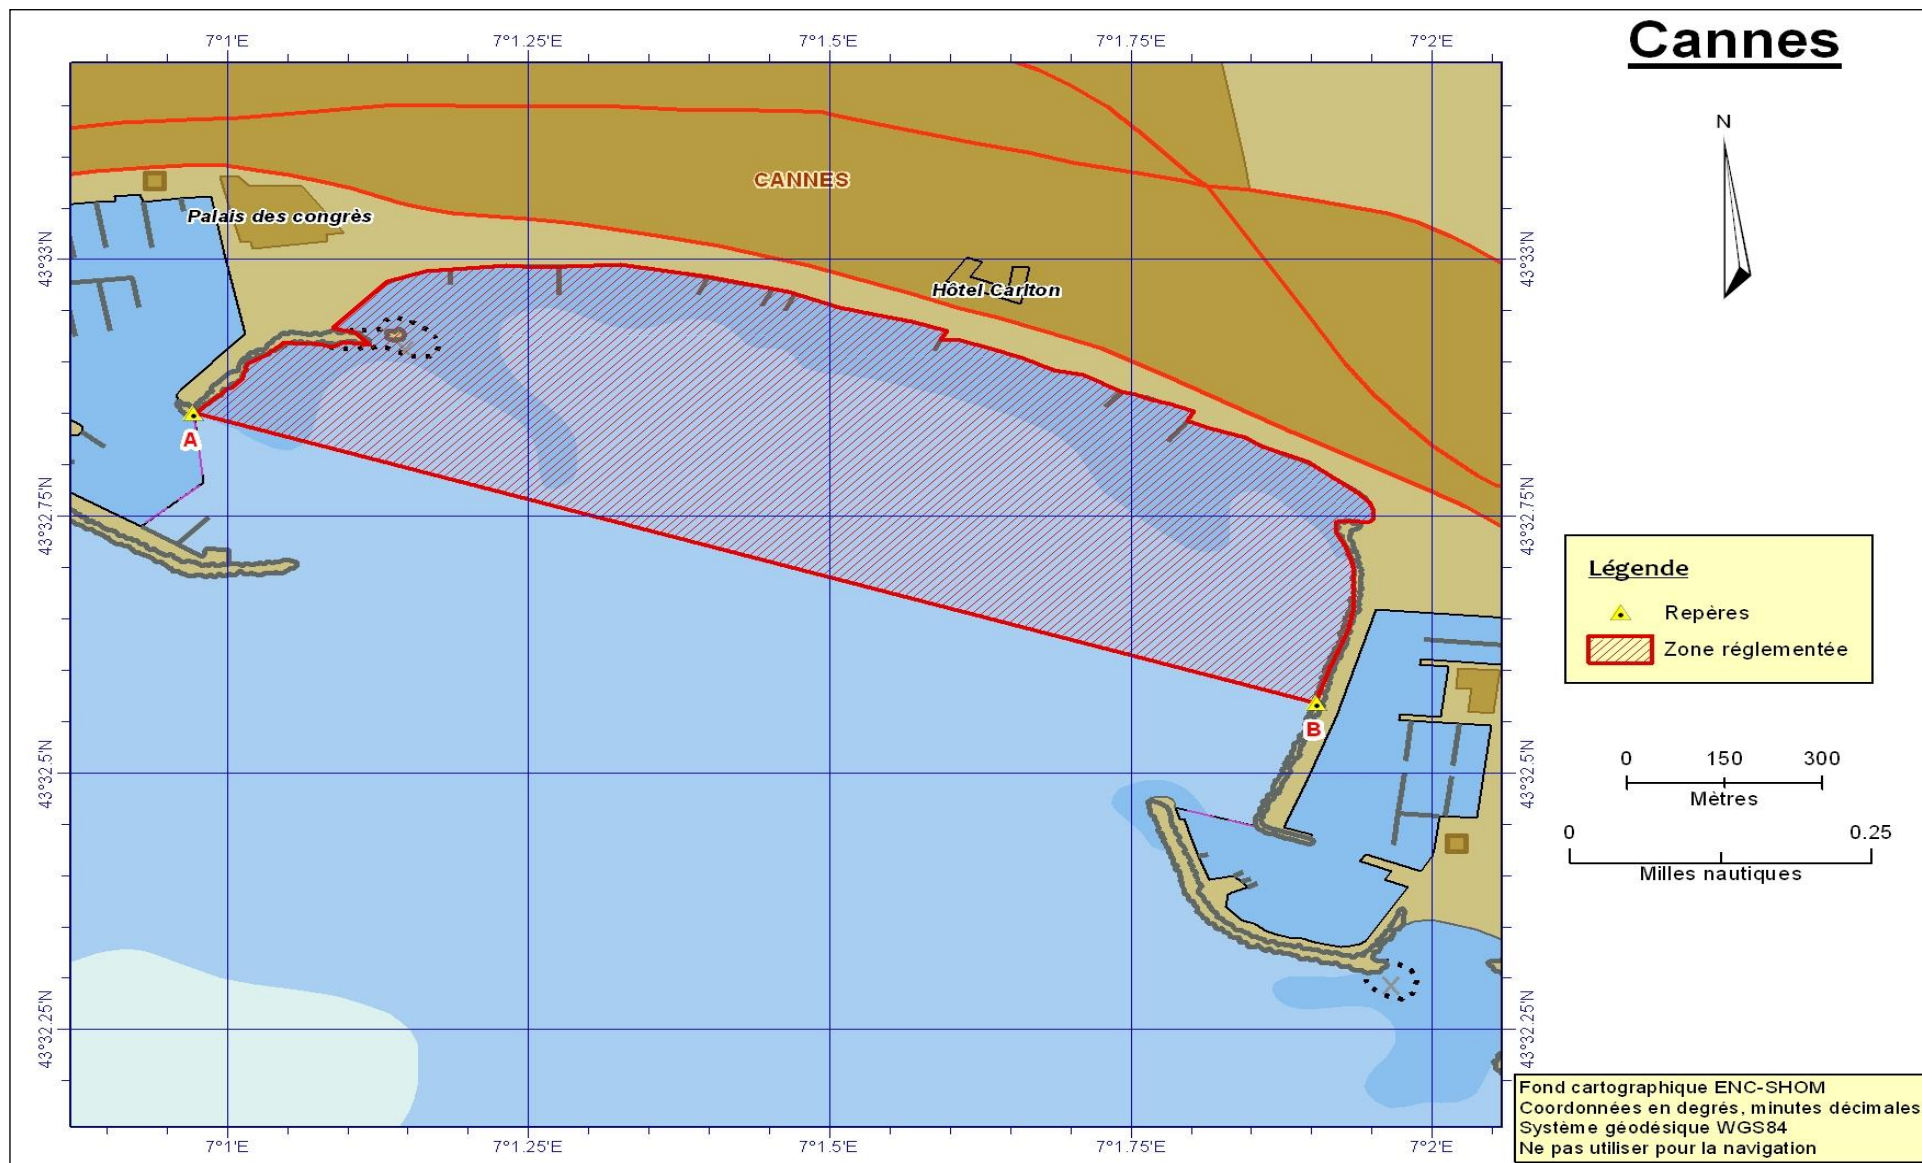 Cannes
7°1'E
7°1.25'E
7°1.5'E
7°1.75'E
7°2'E
N
CANNES
Palais des congrès
43°33'N
43°33'N
Hôtel Carlton
A
43°32.75'N
43°32.75'N
Légende
Repères
Zone réglementée
B
0 150 300
Mètres
43°32.5'N
43°32.5'N
0 0.25
Milles nautiques
43°32.25'N
43°32.25'N
Fond cartographique ENC-SHOM
Coordonnées en degrés, minutes décimales
Système géodésique WGS84
Ne pas utiliser pour la navigation
7°1'E
7°1.25'E
7°1.5'E
7°1.75'E
7°2'E